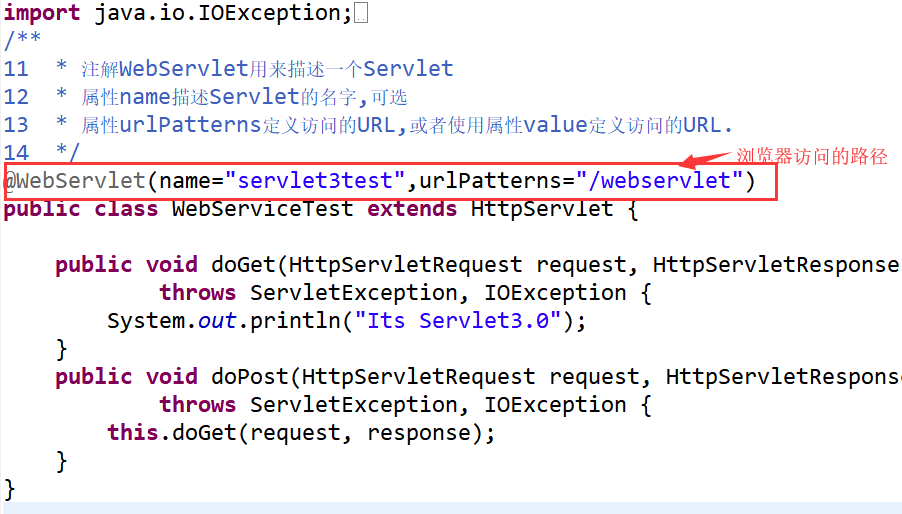 import java.io.IOException;
/**
11  * 注解WebServlet用来描述一个Servlet
12  * 属性name描述Servlet的名字,可选
13  * 属性urlPatterns定义访问的URL,或者使用属性value定义访问的URL.
14  */
浏览器访问的路径
@WebServlet(name="servlet3test",urlPatterns="/webservlet")
public class WebServiceTest extends HttpServlet {
public void doGet(HttpServletRequest request, HttpServletResponse
throws ServletException, IOException {
System.out.println("Its Servlet3.0");
}
public void doPost(HttpServletRequest request, HttpServletRespons
throws ServletException, IOException {
this.doGet(request, response);
}
}